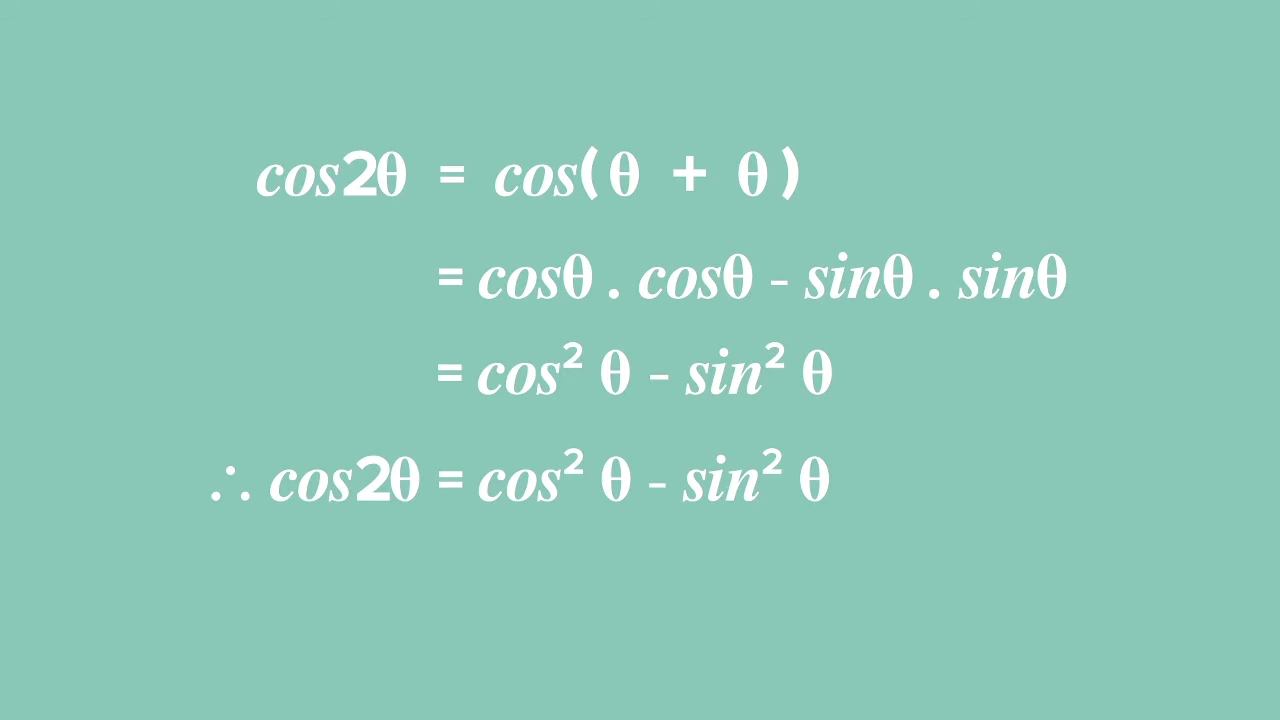 cos2θ = cos(θ + θ)
= cosθ . cosθ - sinθ . sinθ
= cos² θ - sin² θ
∴ cos2θ = cos² θ - sin² θ